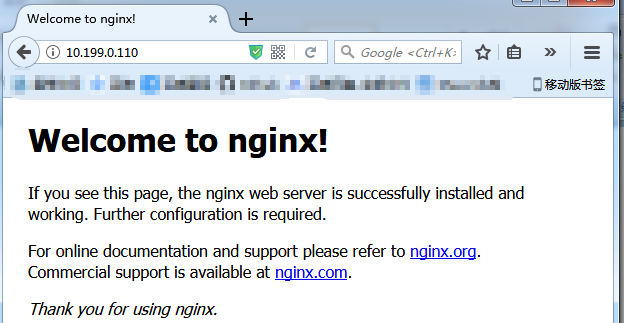 Welcome to nginx!
10.199.0.110
Google <Ctrl+K>
移动版书签
Welcome to nginx!
If you see this page, the nginx web server is successfully installed and
working. Further configuration is required.
For online documentation and support please refer to nginx.org.
Commercial support is available at nginx.com.
Thank you for using nginx.